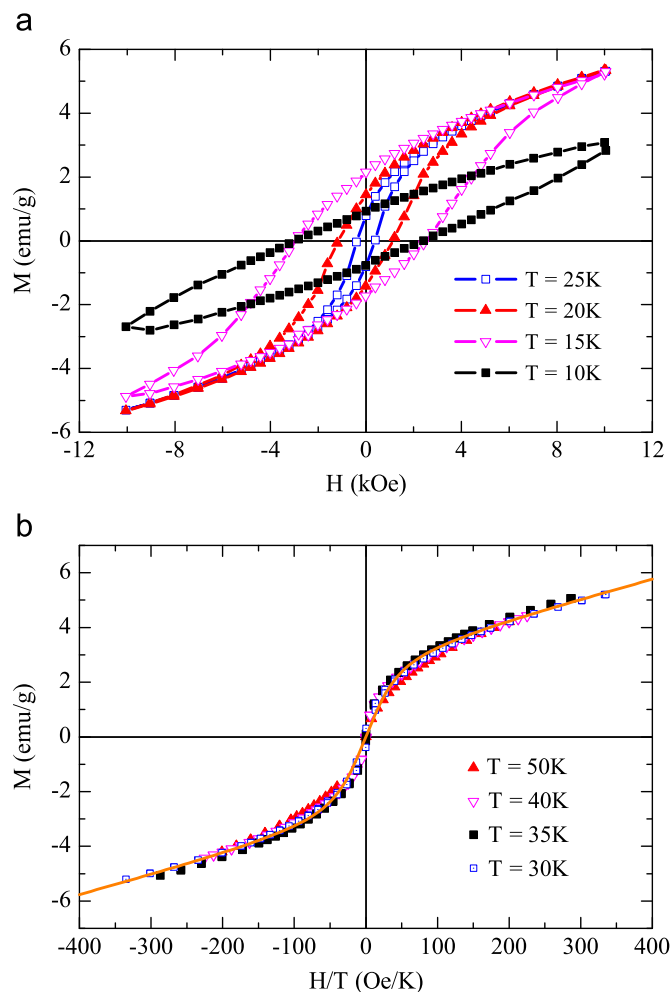 a
6
4
2
0
-2
-4
-6
M (emu/g)
T = 25K
T = 20K
T = 15K
T = 10K
-12 -8 -4 0 4 8 12
H (kOe)
b
6
4
2
0
-2
-4
-6
M (emu/g)
T = 50K
T = 40K
T = 35K
T = 30K
-400 -300 -200 -100 0 100 200 300 400
H/T (Oe/K)